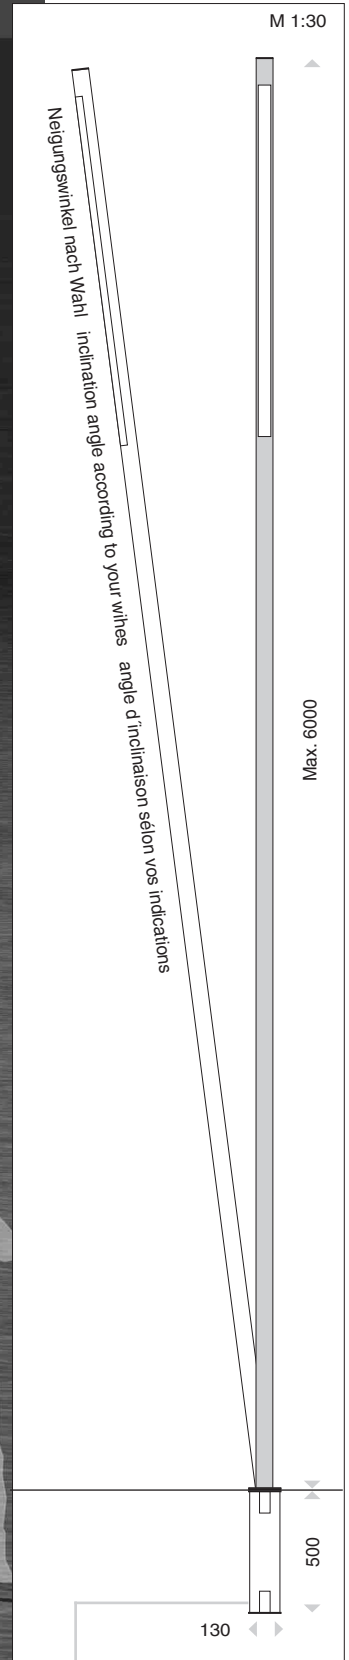 M 1:30
Neigungswinkel nach Wahl inclination angle according to your wihes angle d´inclinaison sélon vos indications
Max. 6000
500
130